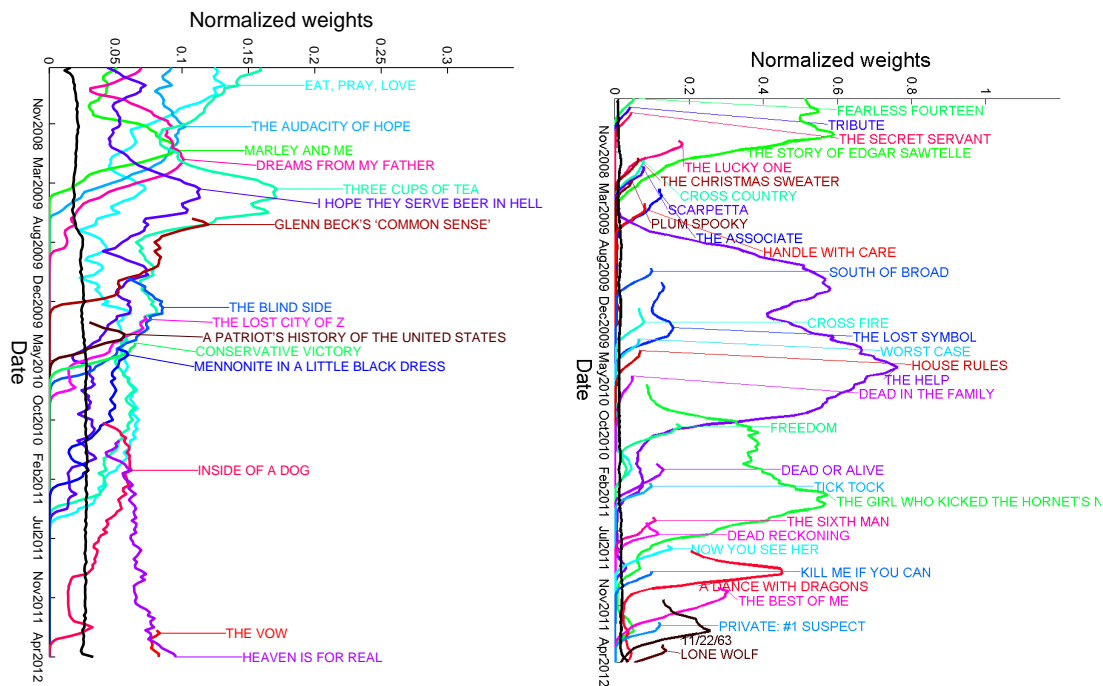 Normalized weights
0
0.05
0.1
0.15
0.2
0.25
0.3
EAT, PRAY, LOVE
THE AUDACITY OF HOPE
MARLEY AND ME
DREAMS FROM MY FATHER
THREE CUPS OF TEA
I HOPE THEY SERVE BEER IN HELL
GLENN BECK'S ‘COMMON SENSE’
THE BLIND SIDE
THE LOST CITY OF Z
A PATRIOT'S HISTORY OF THE UNITED STATES
CONSERVATIVE VICTORY
MENNONITE IN A LITTLE BLACK DRESS
INSIDE OF A DOG
THE VOW
HEAVEN IS FOR REAL
Nov2008
Mar2009
Aug2009
Dec2009
May2010
Oct2010
Feb2011
Jul2011
Nov2011
Apr2012
Date
Normalized weights
0
0.2
0.4
0.6
0.8
1
FEARLESS FOURTEEN
TRIBUTE
THE SECRET SERVANT
THE STORY OF EDGAR SAWTELLE
THE LUCKY ONE
THE CHRISTMAS SWEATER
CROSS COUNTRY
SCARPETTA
PLUM SPOOKY
THE ASSOCIATE
HANDLE WITH CARE
SOUTH OF BROAD
CROSS FIRE
THE LOST SYMBOL
WORST CASE
HOUSE RULES
THE HELP
DEAD IN THE FAMILY
FREEDOM
DEAD OR ALIVE
TICK TOCK
THE GIRL WHO KICKED THE HORNET'S N
THE SIXTH MAN
DEAD RECKONING
NOW YOU SEE HER
KILL ME IF YOU CAN
A DANCE WITH DRAGONS
THE BEST OF ME
PRIVATE: #1 SUSPECT
11/22/63
LONE WOLF
Nov2008
Mar2009
Aug2009
Dec2009
May2010
Oct2010
Feb2011
Jul2011
Nov2011
Apr2012
Date